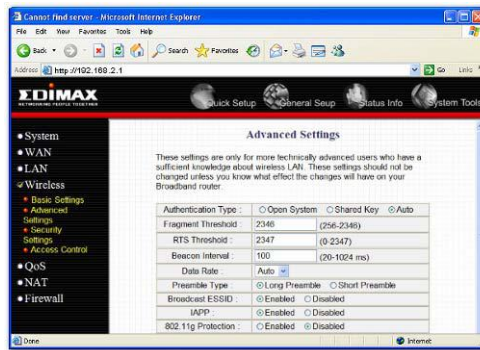 Cannot find server - Microsoft Internet Explorer
File Edit View Favorites Tools Help
Back Search Favorites
Address http://192.168.2.1 Go Links
EDIMAX
NETWORKING PEOPLE TOGETHER
Quick Setup General Seup Status Info System Tools
System
WAN
LAN
Wireless
Basic Settings
Advanced
Settings
Security
Settings
Access Control
QoS
NAT
Firewall
Advanced Settings
These settings are only for more technically advanced users who have a
sufficient knowledge about wireless LAN. These settings should not be
changed unless you know what effect the changes will have on your
Broadband router.
Authentication Type : Open System Shared Key Auto
Fragment Threshold : 2346 (256-2346)
RTS Threshold : 2347 (0-2347)
Beacon Interval : 100 (20-1024 ms)
Data Rate : Auto
Preamble Type : Long Preamble Short Preamble
Broadcast ESSID : Enabled Disabled
IAPP : Enabled Disabled
802.11g Protection : Enabled Disabled
Done Internet